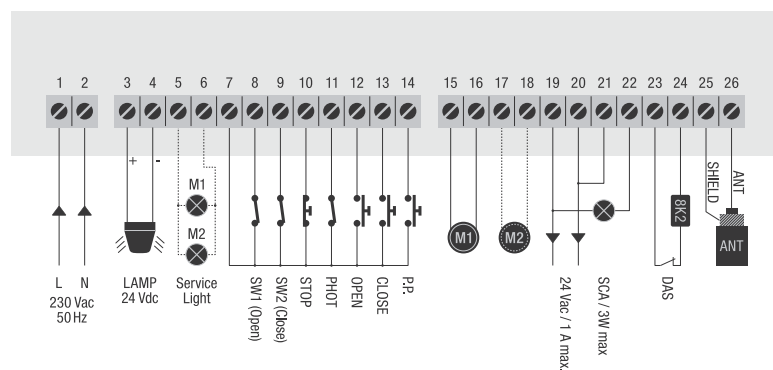 1 2 3 4 5 6 7 8 9 10 11 12 13 14 15 16 17 18 19 20 21 22 23 24 25 26
+ -
M1
M2
M1
M2
8K2
SHIELD
ANT
ANT
L N
230 Vac
50 Hz
LAMP
24 Vdc
Service
Light
SW1 (Open)
SW2 (Close)
STOP
PHOT
OPEN
CLOSE
P.P.
24 Vac / 1 A max.
SCA / 3W max
DAS